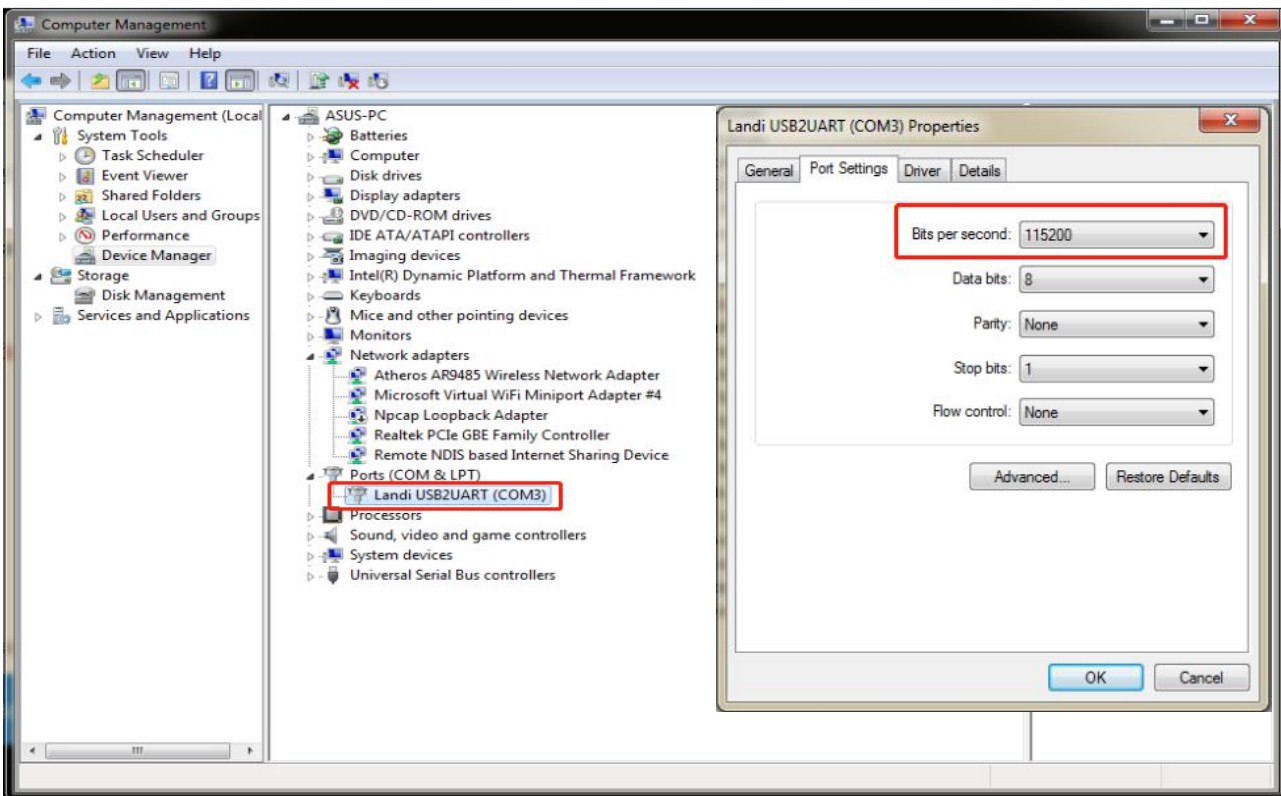 Computer Management
File Action View Help
Computer Management (Local
System Tools
Task Scheduler
Event Viewer
Shared Folders
Local Users and Groups
Performance
Device Manager
Storage
Disk Management
Services and Applications
ASUS-PC
Batteries
Computer
Disk drives
Display adapters
DVD/CD-ROM drives
IDE ATA/ATAPI controllers
Imaging devices
Intel(R) Dynamic Platform and Thermal Framework
Keyboards
Mice and other pointing devices
Monitors
Network adapters
Atheros AR9485 Wireless Network Adapter
Microsoft Virtual WiFi Miniport Adapter #4
Npcap Loopback Adapter
Realtek PCIe GBE Family Controller
Remote NDIS based Internet Sharing Device
Ports (COM & LPT)
Landi USB2UART (COM3)
Processors
Sound, video and game controllers
System devices
Universal Serial Bus controllers
Landi USB2UART (COM3) Properties
General Port Settings Driver Details
Bits per second: 115200
Data bits: 8
Parity: None
Stop bits: 1
Flow control: None
Advanced... Restore Defaults
OK Cancel